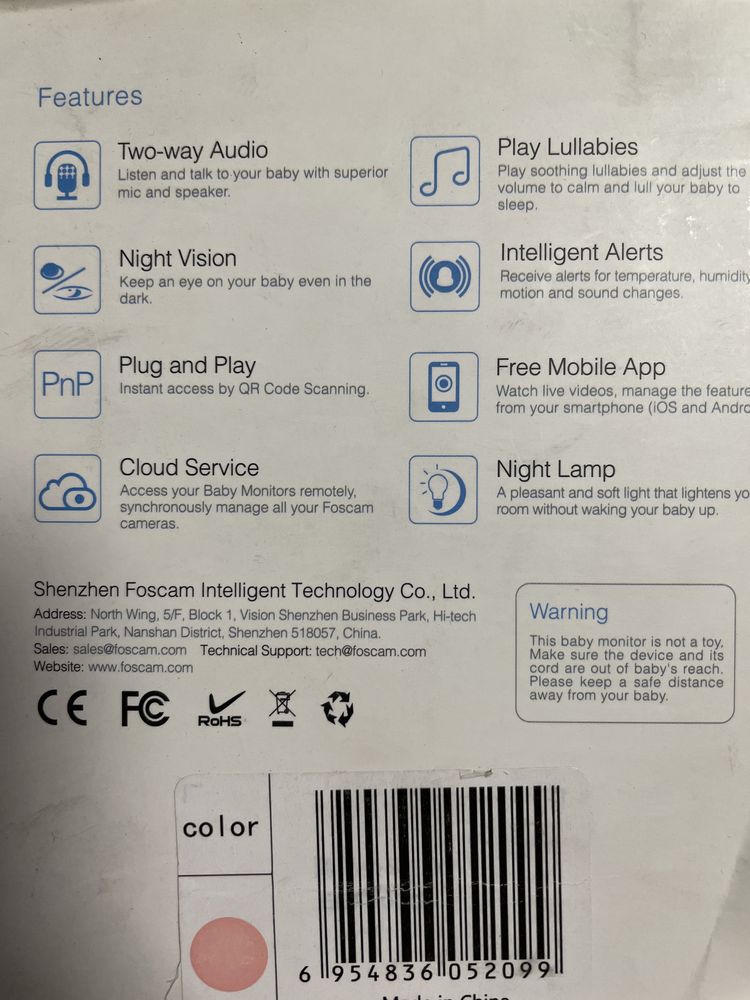 Features
Two-way Audio
Listen and talk to your baby with superior
mic and speaker.
Play Lullabies
Play soothing lullabies and adjust the
volume to calm and lull your baby to
sleep.
Night Vision
Keep an eye on your baby even in the
dark.
Intelligent Alerts
Receive alerts for temperature, humidity
motion and sound changes.
PnP
Plug and Play
Instant access by QR Code Scanning.
Free Mobile App
Watch live videos, manage the feature
from your smartphone (iOS and Andro
Cloud Service
Access your Baby Monitors remotely,
synchronously manage all your Foscam
cameras.
Night Lamp
A pleasant and soft light that lightens yo
room without waking your baby up.
Shenzhen Foscam Intelligent Technology Co., Ltd.
Address: North Wing, 5/F, Block 1, Vision Shenzhen Business Park, Hi-tech
Industrial Park, Nanshan District, Shenzhen 518057, China.
Sales: sales@foscam.com Technical Support: tech@foscam.com
Website: www.foscam.com
CE FC RoHS
Warning
This baby monitor is not a toy,
Make sure the device and its
cord are out of baby's reach.
Please keep a safe distance
away from your baby.
color
6 954836 052099
Made in China